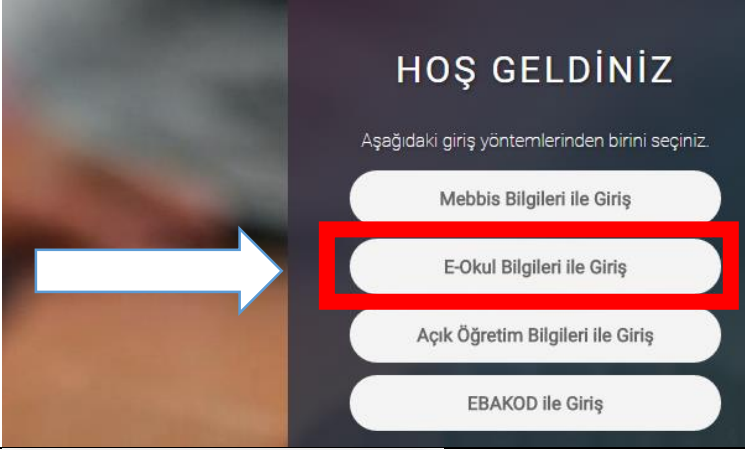 HOŞ GELDİNİZ
Aşağıdaki giriş yöntemlerinden birini seçiniz.
Mebbis Bilgileri ile Giriş
E-Okul Bilgileri ile Giriş
Açık Öğretim Bilgileri ile Giriş
EBAKOD ile Giriş